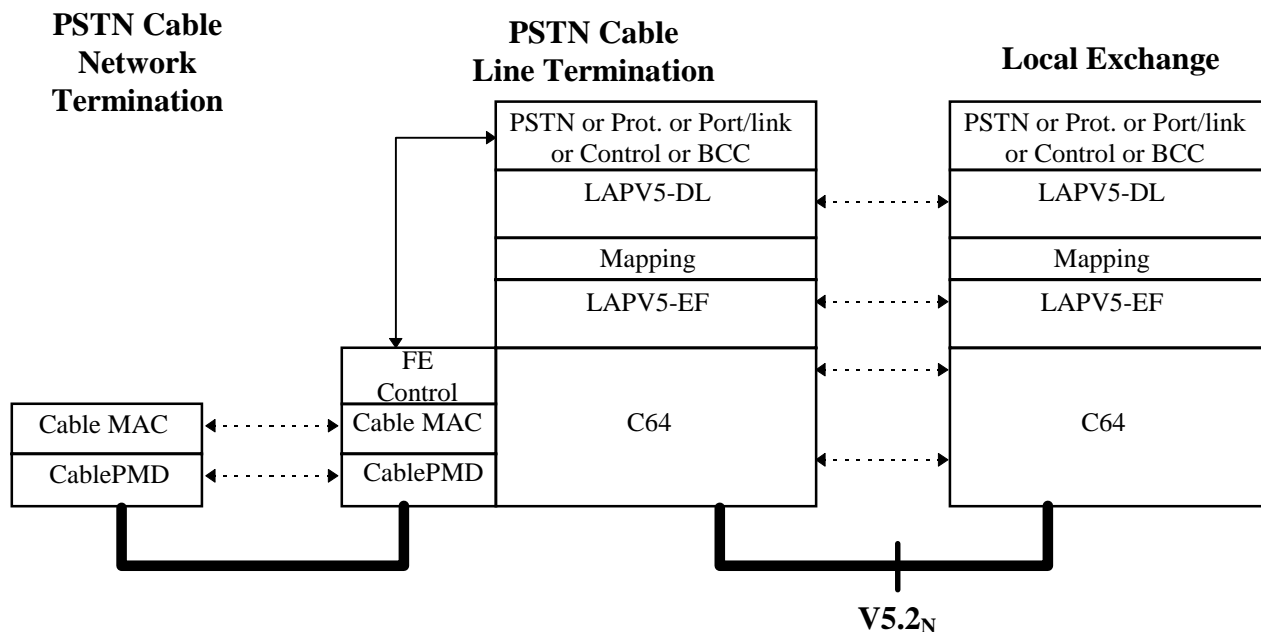 PSTN Cable
Network
Termination
PSTN Cable
Line Termination
Local Exchange
PSTN or Prot. or Port/link
or Control or BCC
LAPV5-DL
Mapping
LAPV5-EF
C64
FE
Control
Cable MAC
CablePMD
Cable MAC
CablePMD
PSTN or Prot. or Port/link
or Control or BCC
LAPV5-DL
Mapping
LAPV5-EF
C64
V5.2N